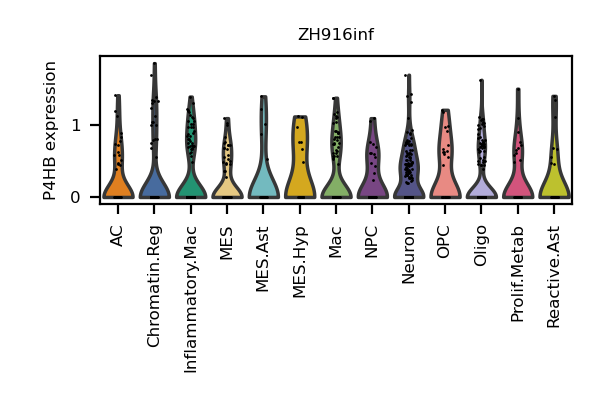 ZH916inf
P4HB expression
1
0
AC
Chromatin.Reg
Inflammatory.Mac
MES
MES.Ast
MES.Hyp
Mac
NPC
Neuron
OPC
Oligo
Prolif.Metab
Reactive.Ast